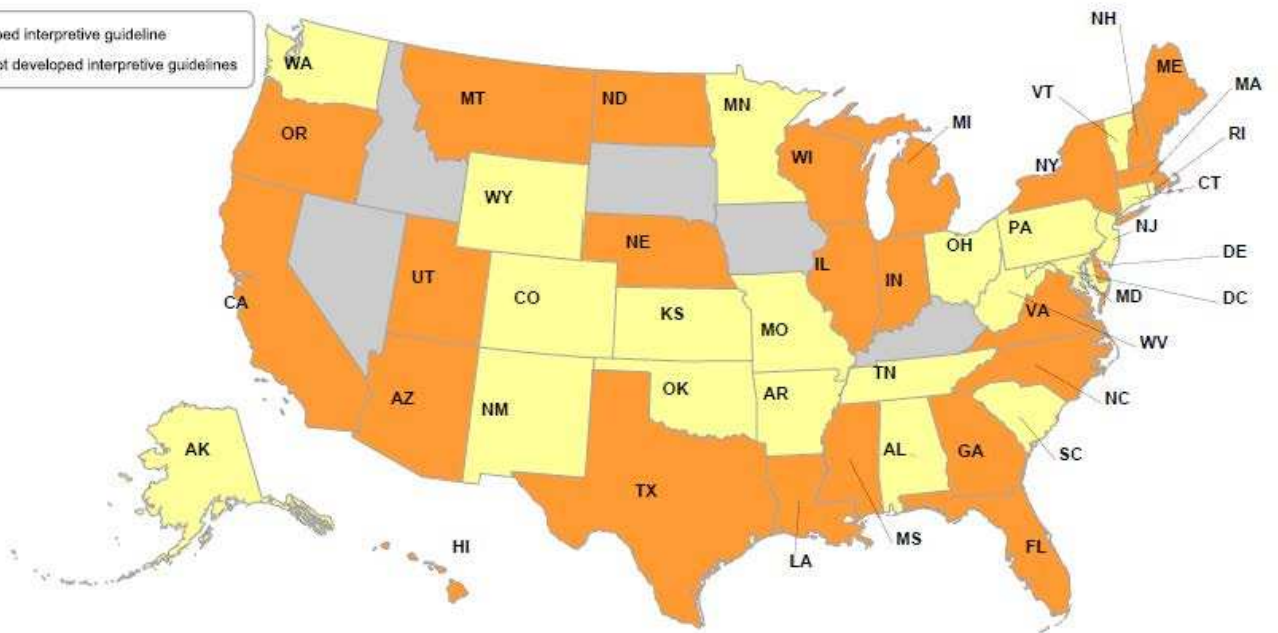 interpretive guideline
developed interpretive guidelines
NH
WA
ME
MT
ND
MN
VT
MA
OR
MI
RI
WI
NY
CT
WY
PA
NJ
NE
OH
DE
UT
IL
IN
CA
CO
MD
DC
VA
KS
MO
WV
TN
AZ
NM
OK
AR
NC
AK
AL
GA
SC
TX
MS
HI
LA
FL